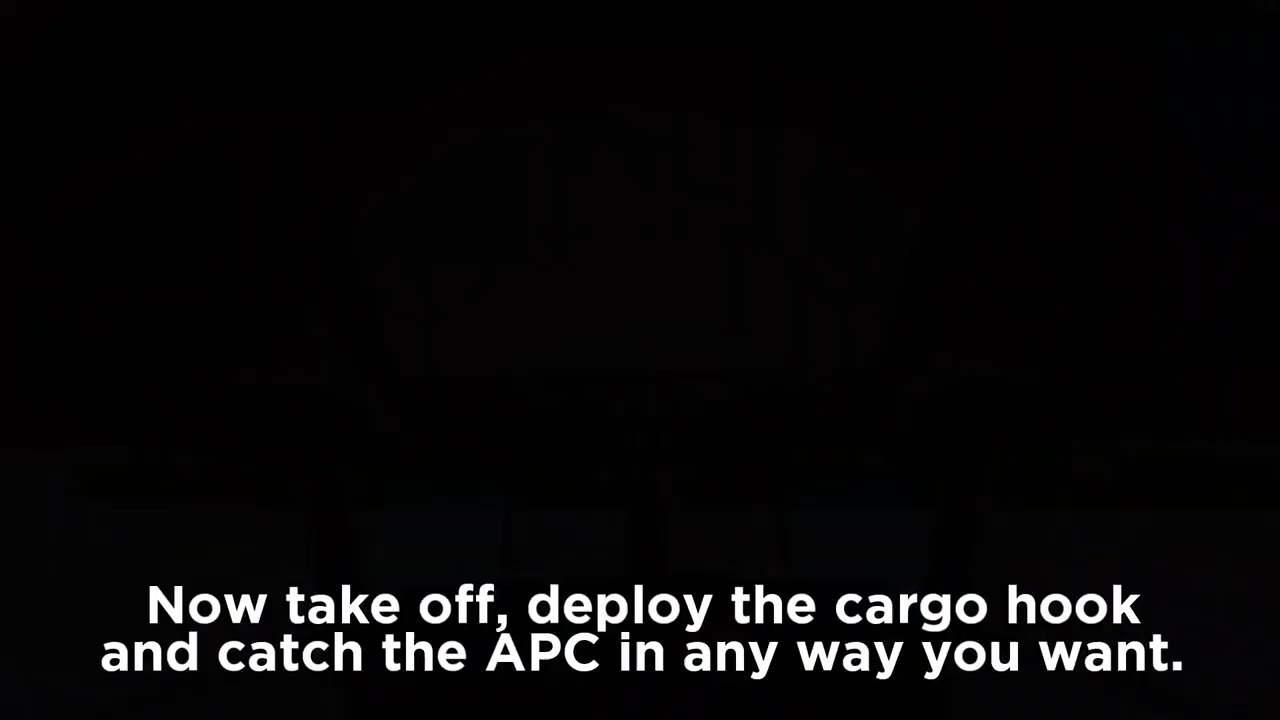 Now take off, deploy the cargo hook
and catch the APC in any way you want.